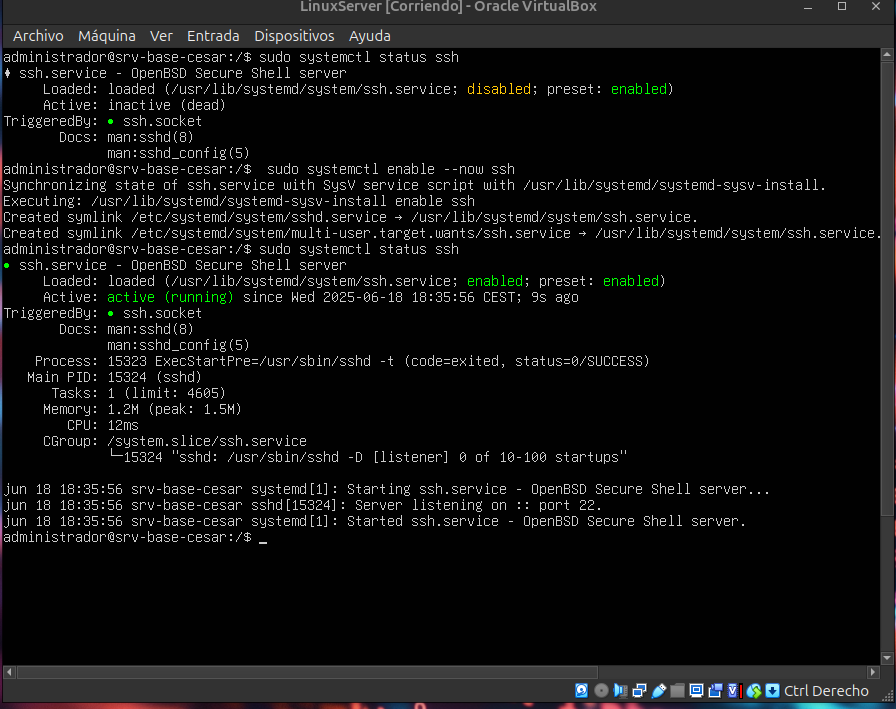 LinuxServer [Corriendo] - Oracle VirtualBox
Archivo Máquina Ver Entrada Dispositivos Ayuda
administrador@srv-base-cesar:/$ sudo systemctl status ssh
ssh.service - OpenBSD Secure Shell server
Loaded: loaded (/usr/lib/systemd/system/ssh.service; disabled; preset: enabled)
Active: inactive (dead)
TriggeredBy: ● ssh.socket
Docs: man:sshd(8)
man:sshd_config(5)
administrador@srv-base-cesar:/$  sudo systemctl enable --now ssh
Synchronizing state of ssh.service with SysV service script with /usr/lib/systemd/systemd-sysv-install.
Executing: /usr/lib/systemd/systemd-sysv-install enable ssh
Created symlink /etc/systemd/system/sshd.service → /usr/lib/systemd/system/ssh.service.
Created symlink /etc/systemd/system/multi-user.target.wants/ssh.service → /usr/lib/systemd/system/ssh.service.
administrador@srv-base-cesar:/$ sudo systemctl status ssh
● ssh.service - OpenBSD Secure Shell server
Loaded: loaded (/usr/lib/systemd/system/ssh.service; enabled; preset: enabled)
Active: active (running) since Wed 2025-06-18 18:35:56 CEST; 9s ago
TriggeredBy: ● ssh.socket
Docs: man:sshd(8)
man:sshd_config(5)
Process: 15323 ExecStartPre=/usr/sbin/sshd -t (code=exited, status=0/SUCCESS)
Main PID: 15324 (sshd)
Tasks: 1 (limit: 4605)
Memory: 1.2M (peak: 1.5M)
CPU: 12ms
CGroup: /system.slice/ssh.service
└─15324 "sshd: /usr/sbin/sshd -D [listener] 0 of 10-100 startups"
jun 18 18:35:56 srv-base-cesar systemd[1]: Starting ssh.service - OpenBSD Secure Shell server...
jun 18 18:35:56 srv-base-cesar sshd[15324]: Server listening on :: port 22.
jun 18 18:35:56 srv-base-cesar systemd[1]: Started ssh.service - OpenBSD Secure Shell server.
administrador@srv-base-cesar:/$ _
Ctrl Derecho